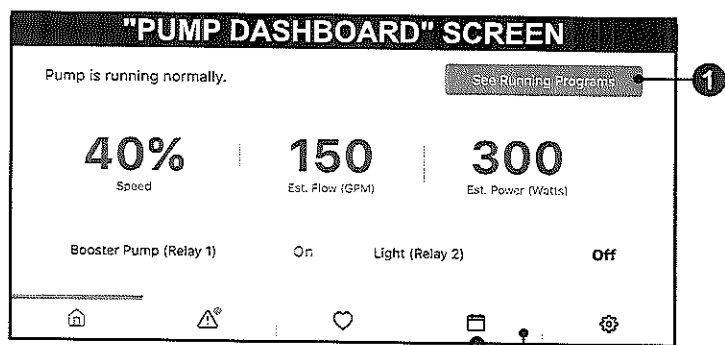 "PUMP DASHBOARD" SCREEN
Pump is running normally.
See Running Programs
1
40% 150 300
Speed Est. Flow (GPM) Est. Power (Watts)
Booster Pump (Relay 1) On Light (Relay 2) Off